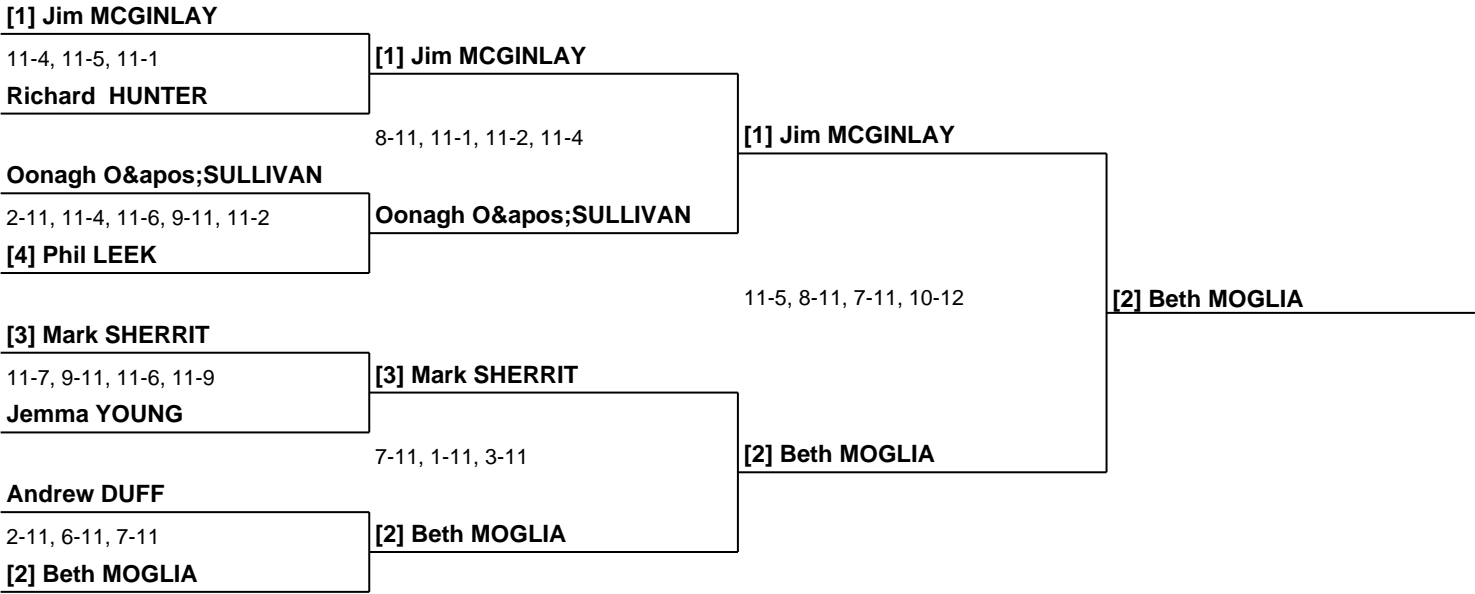 [1] Jim MCGINLAY
11-4, 11-5, 11-1
[1] Jim MCGINLAY
Richard HUNTER
8-11, 11-1, 11-2, 11-4
[1] Jim MCGINLAY
Oonagh O&apos;SULLIVAN
2-11, 11-4, 11-6, 9-11, 11-2
Oonagh O&apos;SULLIVAN
[4] Phil LEEK
11-5, 8-11, 7-11, 10-12
[2] Beth MOGLIA
[3] Mark SHERRIT
11-7, 9-11, 11-6, 11-9
[3] Mark SHERRIT
Jemma YOUNG
7-11, 1-11, 3-11
[2] Beth MOGLIA
Andrew DUFF
2-11, 6-11, 7-11
[2] Beth MOGLIA
[2] Beth MOGLIA